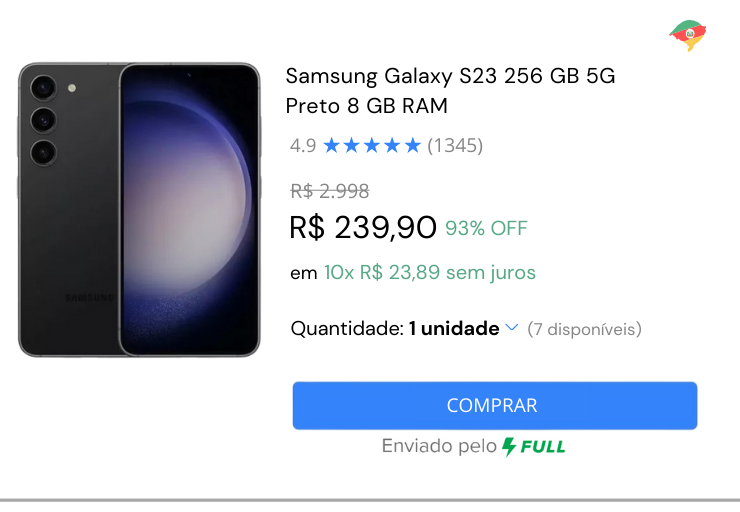 Samsung Galaxy S23 256 GB 5G
Preto 8 GB RAM
4.9 ★★★★★ (1345)
R$ 2.998
R$ 239,90 93% OFF
em 10x R$ 23,89 sem juros
Quantidade: 1 unidade (7 disponíveis)
COMPRAR
Enviado pelo FULL
SAMSUNG